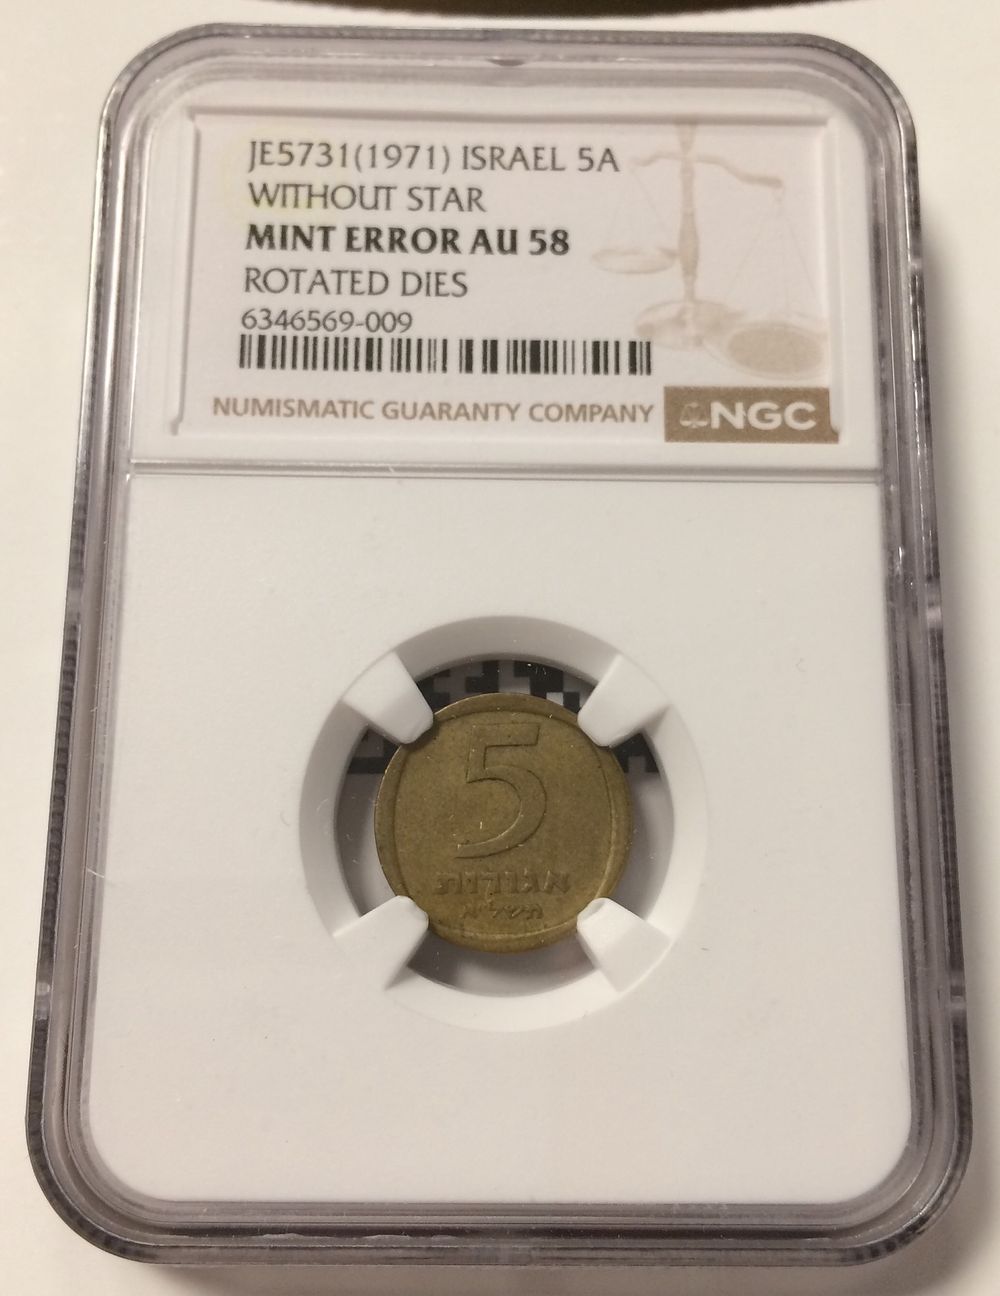 JE5731(1971) ISRAEL 5A
WITHOUT STAR
MINT ERROR AU 58
ROTATED DIES
6346569-009
NUMISMATIC GUARANTY COMPANY NGC
5
אגורות
תשל"א